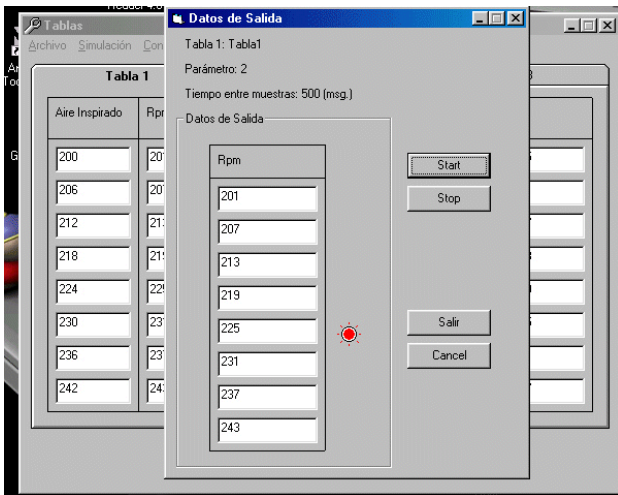 Tablas
Archivo Simulación Con
Tabla 1
Aire Inspirado
200
206
212
218
224
230
236
242
Datos de Salida
Tabla 1: Tabla1
Parámetro: 2
Tiempo entre muestras: 500 (msg.)
Datos de Salida
Rpm
201
207
213
219
225
231
237
243
Start
Stop
Salir
Cancel